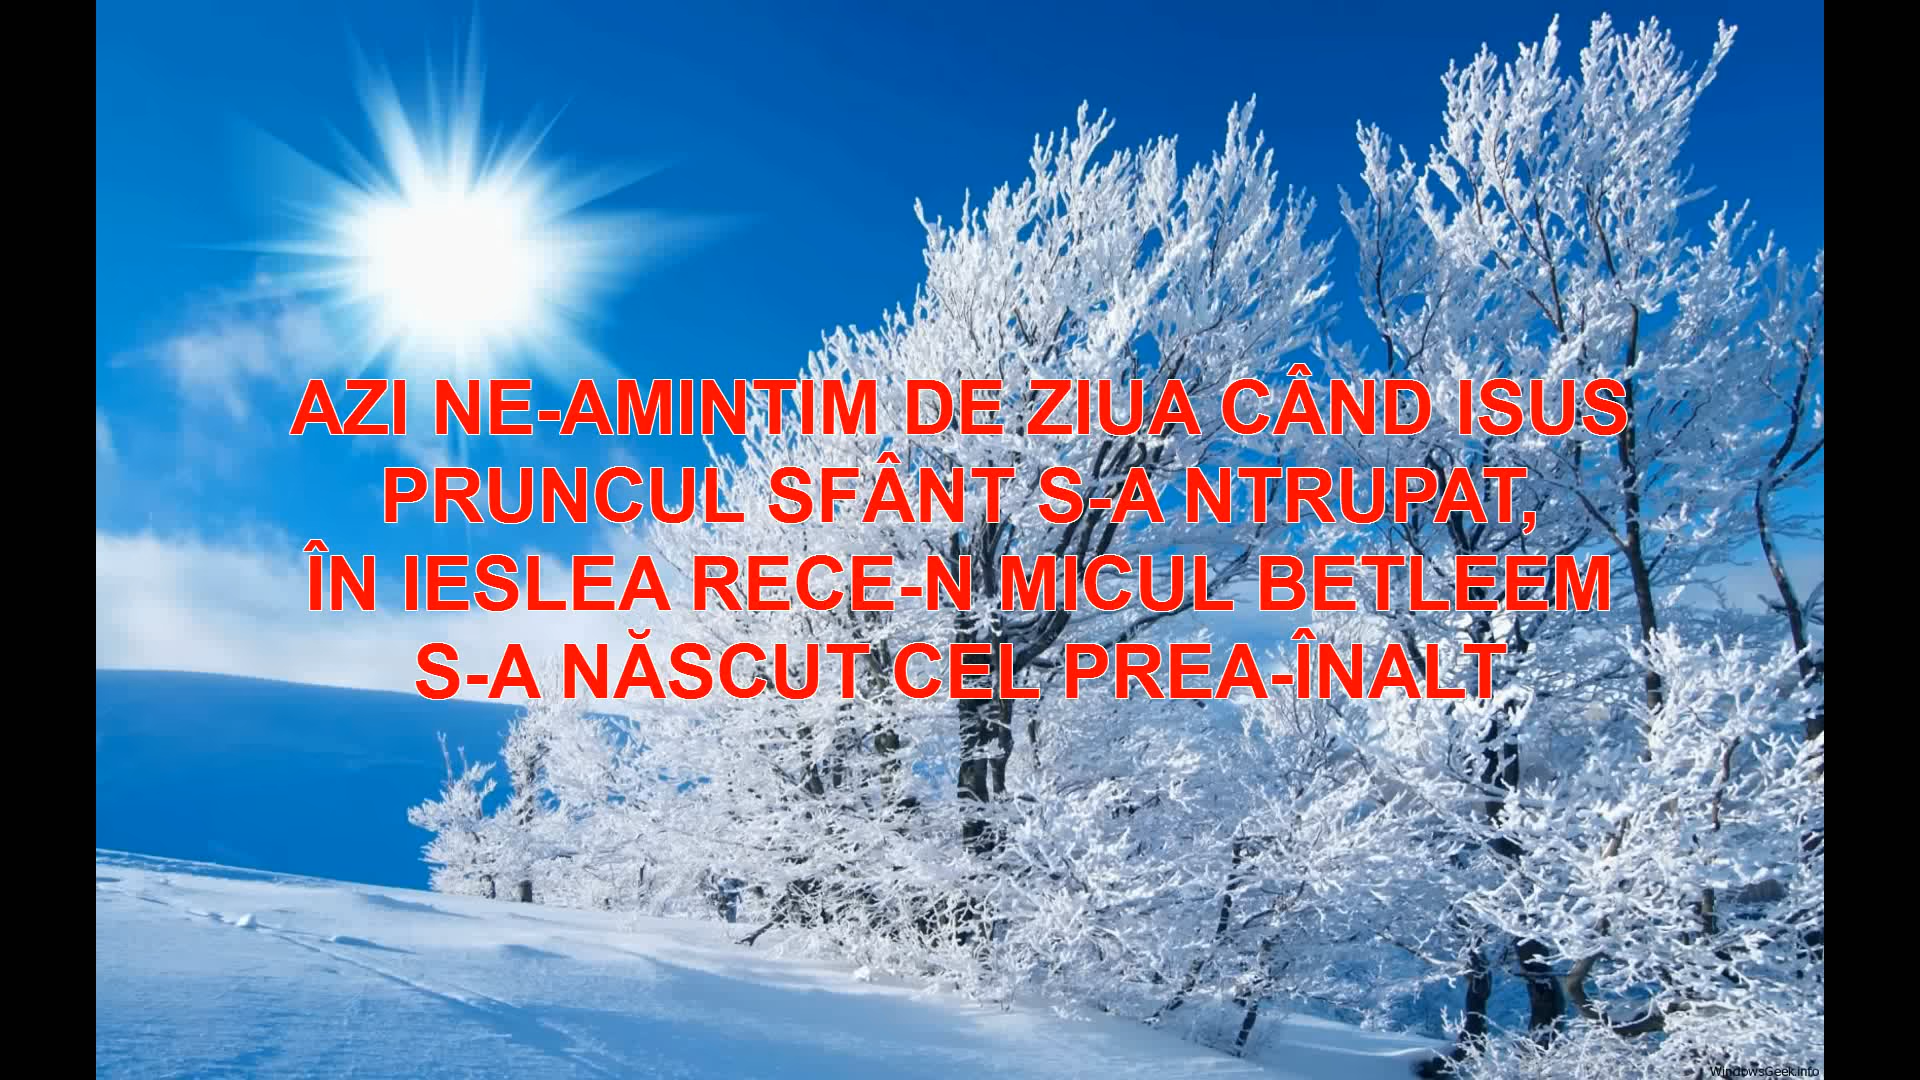 AZI NE-AMINTIM DE ZIUA CÂND ISUS
PRUNCUL SFÂNT S-A NTRUPAT,
ÎN IESLEA RECE-N MICUL BETLEEM
S-A NĂSCUT CEL PREA-ÎNALT
WindowsGeek.info